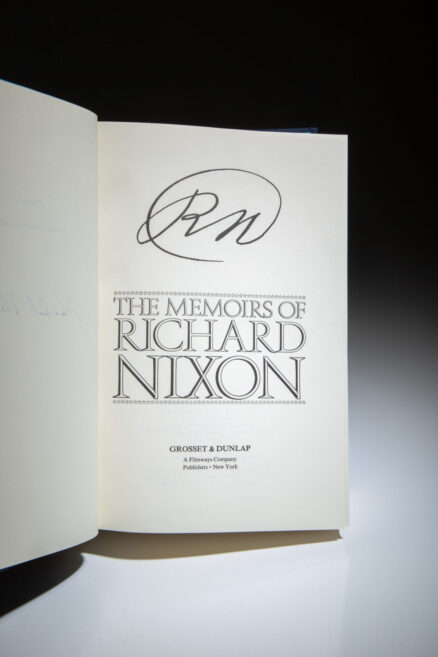 RN
THE MEMOIRS OF
RICHARD
NIXON
GROSSET & DUNLAP
A Filmways Company
Publishers • New York